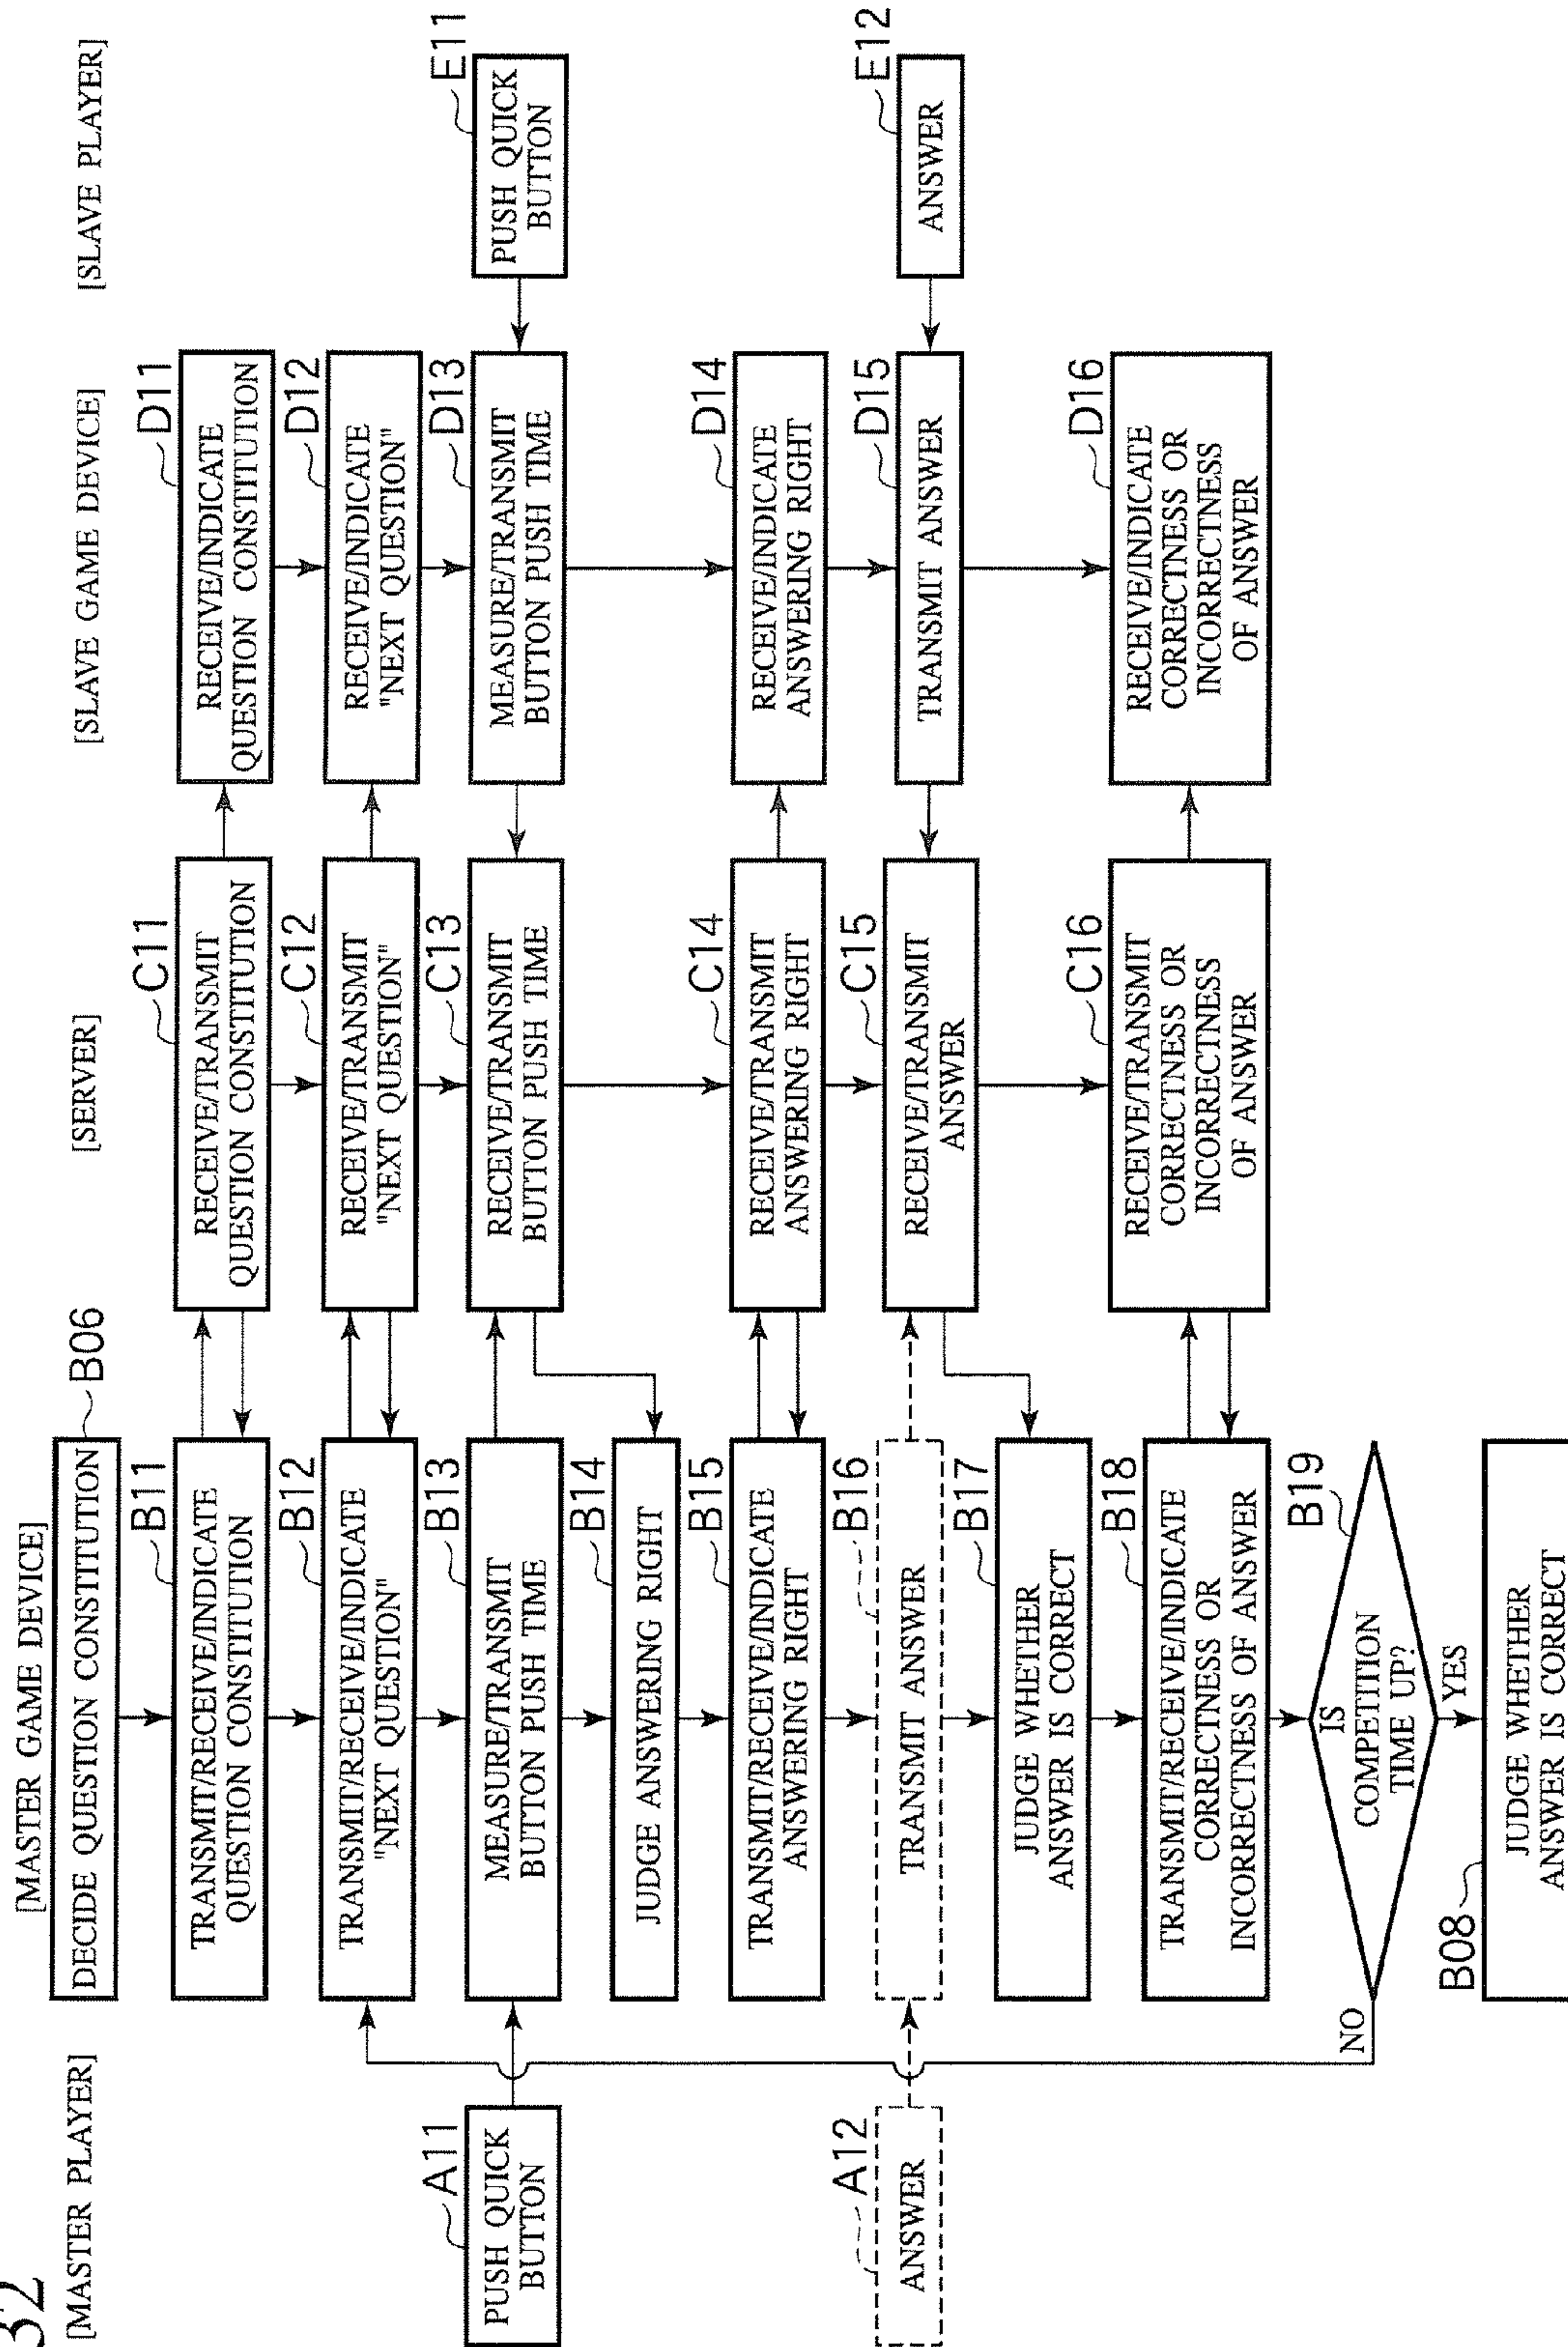 32
[MASTER PLAYER]
[MASTER GAME DEVICE]
[SERVER]
[SLAVE GAME DEVICE]
[SLAVE PLAYER]
DECIDE QUESTION CONSTITUTION
B06
B11
TRANSMIT/RECEIVE/INDICATE
QUESTION CONSTITUTION
C11
RECEIVE/TRANSMIT
QUESTION CONSTITUTION
D11
RECEIVE/INDICATE
QUESTION CONSTITUTION
B12
TRANSMIT/RECEIVE/INDICATE
"NEXT QUESTION"
C12
RECEIVE/TRANSMIT
"NEXT QUESTION"
D12
RECEIVE/INDICATE
"NEXT QUESTION"
A11
PUSH QUICK
BUTTON
B13
MEASURE/TRANSMIT
BUTTON PUSH TIME
C13
RECEIVE/TRANSMIT
BUTTON PUSH TIME
D13
MEASURE/TRANSMIT
BUTTON PUSH TIME
E11
PUSH QUICK
BUTTON
B14
JUDGE ANSWERING RIGHT
B15
TRANSMIT/RECEIVE/INDICATE
ANSWERING RIGHT
C14
RECEIVE/TRANSMIT
ANSWERING RIGHT
D14
RECEIVE/INDICATE
ANSWERING RIGHT
A12
ANSWER
B16
TRANSMIT ANSWER
C15
RECEIVE/TRANSMIT
ANSWER
D15
TRANSMIT ANSWER
E12
ANSWER
B17
JUDGE WHETHER
ANSWER IS CORRECT
B18
TRANSMIT/RECEIVE/INDICATE
CORRECTNESS OR
INCORRECTNESS OF ANSWER
C16
RECEIVE/TRANSMIT
CORRECTNESS OR
INCORRECTNESS
OF ANSWER
D16
RECEIVE/INDICATE
CORRECTNESS OR
INCORRECTNESS
OF ANSWER
B19
IS
COMPETITION
TIME UP?
NO
YES
B08
JUDGE WHETHER
ANSWER IS CORRECT